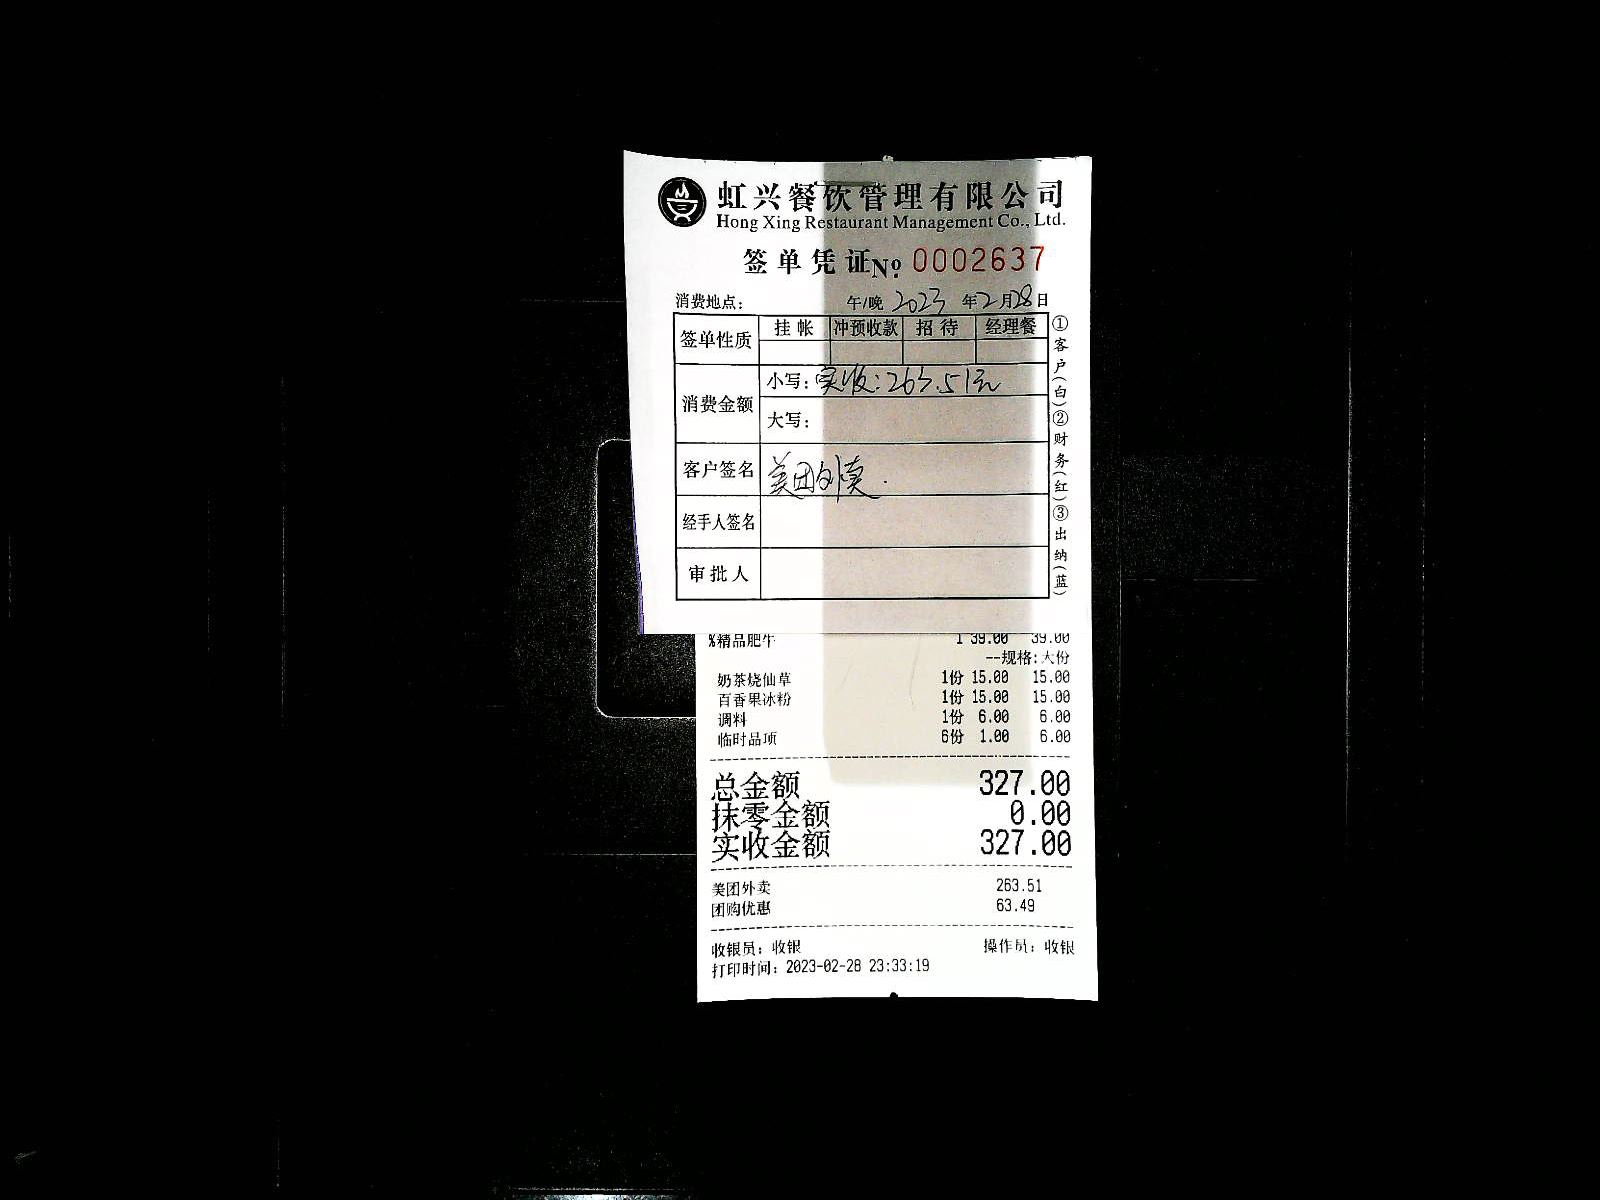 虹兴餐饮管理有限公司
Hong Xing Restaurant Management Co., Ltd.
签单凭证 № 0002637
消费地点： 午/晚 2023 年 2 月 28 日
签单性质 挂帐 冲预收款 招待 经理餐
消费金额 小写：实收：263.51元
大写：
客户签名 美团外卖.
经手人签名
审批人
①客户(白)②财务(红)③出纳(蓝)
%精品肥牛 1 39.00 39.00
--规格:大份
奶茶烧仙草 1份 15.00 15.00
百香果冰粉 1份 15.00 15.00
调料 1份 6.00 6.00
临时品项 6份 1.00 6.00
总金额 327.00
抹零金额 0.00
实收金额 327.00
美团外卖 263.51
团购优惠 63.49
收银员：收银 操作员：收银
打印时间：2023-02-28 23:33:19